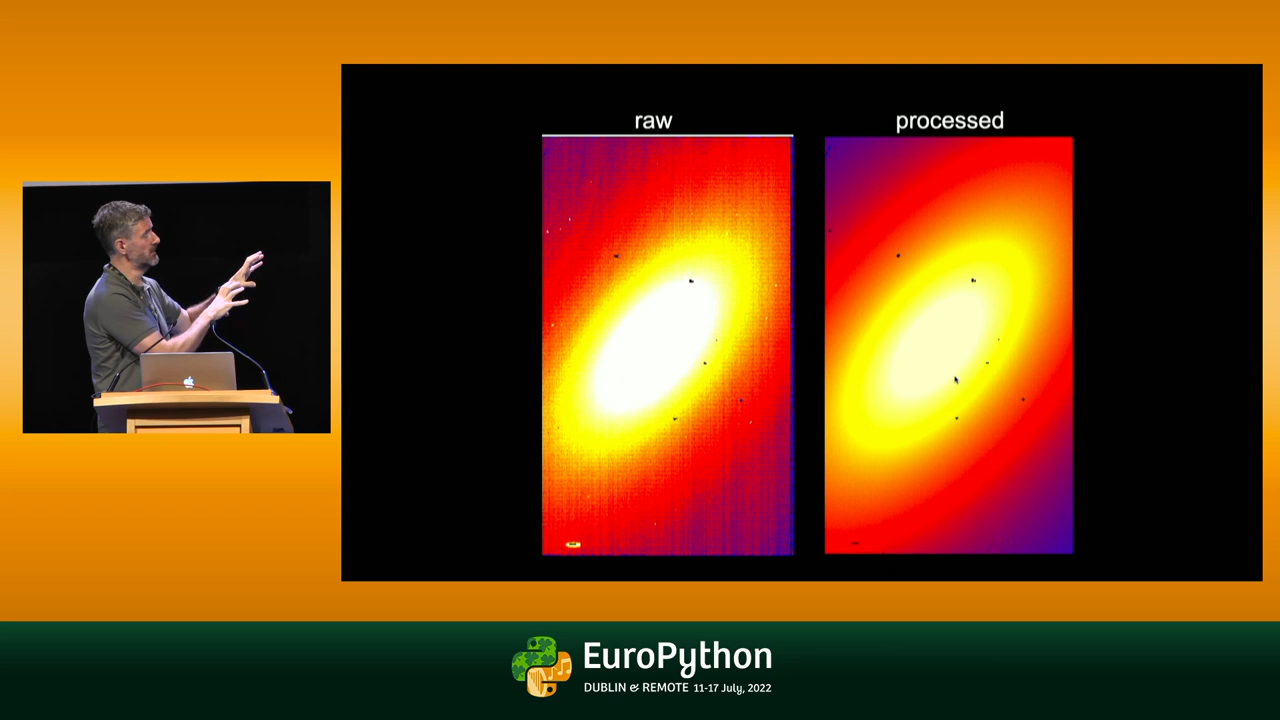 raw
processed
EuroPython
DUBLIN & REMOTE 11-17 July, 2022